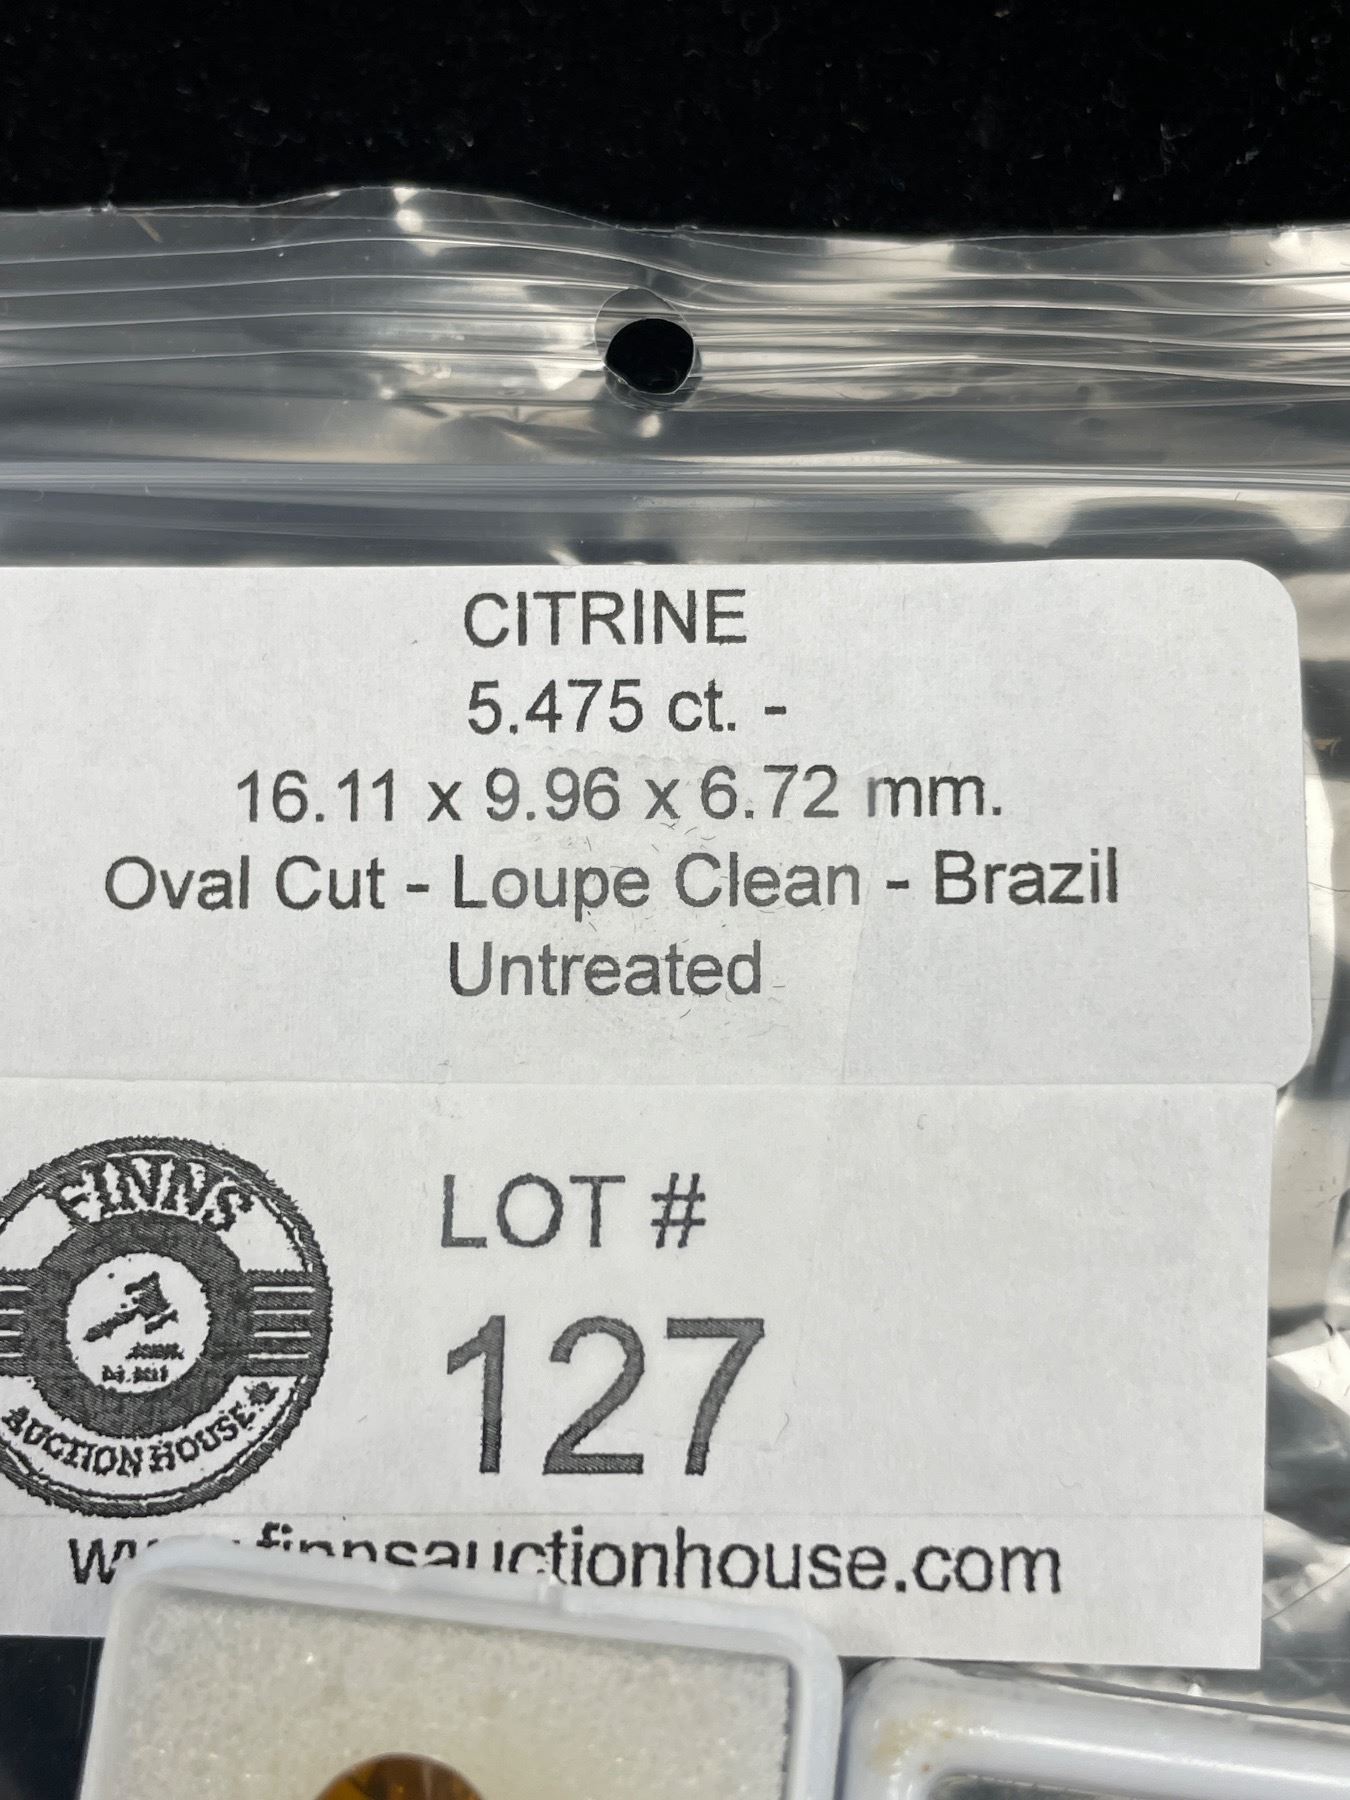 CITRINE
5.475 ct. -
16.11 x 9.96 x 6.72 mm.
Oval Cut - Loupe Clean - Brazil
Untreated
FINNS
AUCTION HOUSE
LOT #
127
www.finnsauctionhouse.com